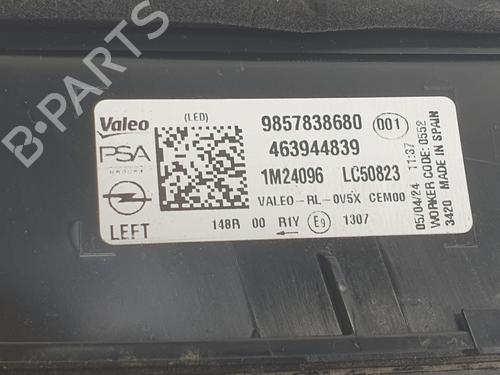 B-PARTS
Valeo
(LED)
9857838680 001
PSA
GROUPE
463944839
1M24096 LC50823
VALEO-RL-0V5X CEM00
LEFT
148R 00 R1Y E9 1307
05/04/24 11:37
WORKER CODE: 0552
3420 MADE IN SPAIN